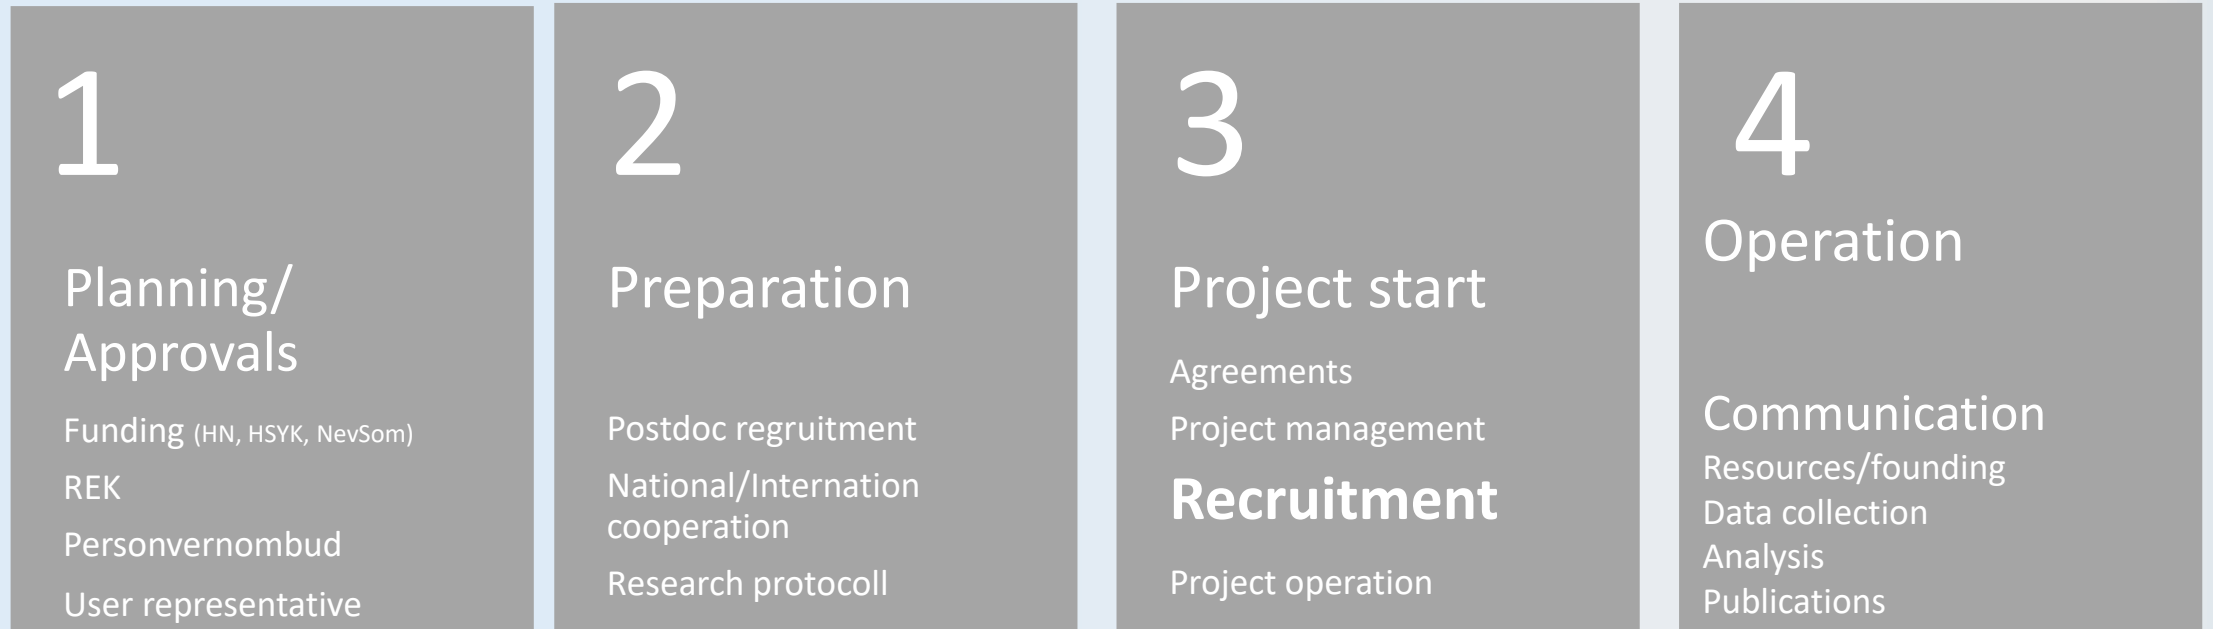 1
Planning/
Approvals
Funding (HN, HSYK, NevSom)
REK
Personvernombud
User representative
2
Preparation
Postdoc regruitment
National/Internation
cooperation
Research protocoll
3
Project start
Agreements
Project management
Recruitment
Project operation
4
Operation
Communication
Resources/founding
Data collection
Analysis
Publications